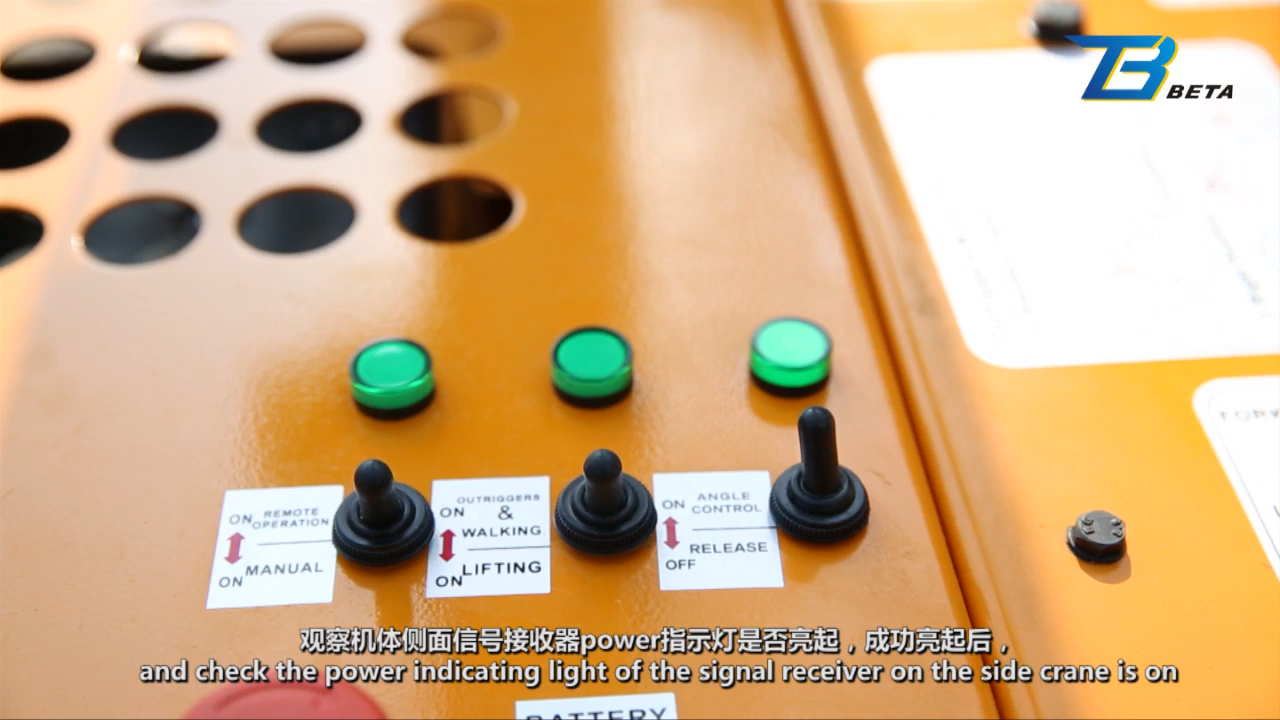 BETA
ON REMOTE OPERATION
ON MANUAL
OUTRIGGERS
ON &
WALKING
ON LIFTING
ON ANGLE CONTROL
RELEASE
OFF
观察机体侧面信号接收器power指示灯是否亮起，成功亮起后，
and check the power indicating light of the signal receiver on the side crane is on
BATTERY